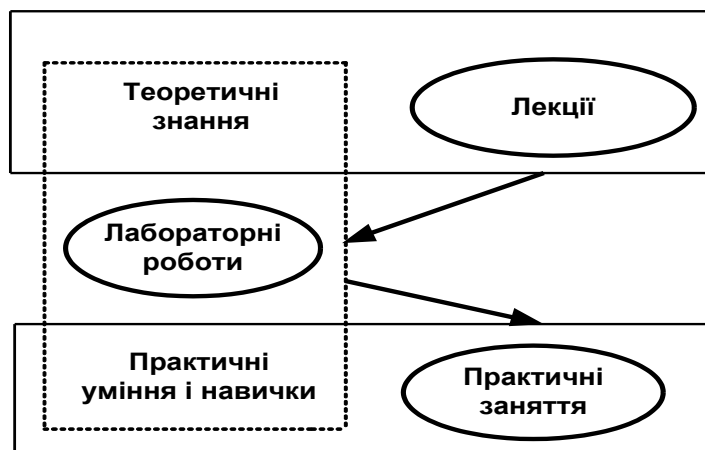 Теоретичні
знання
Лекції
Лабораторні
роботи
Практичні
уміння і навички
Практичні
заняття